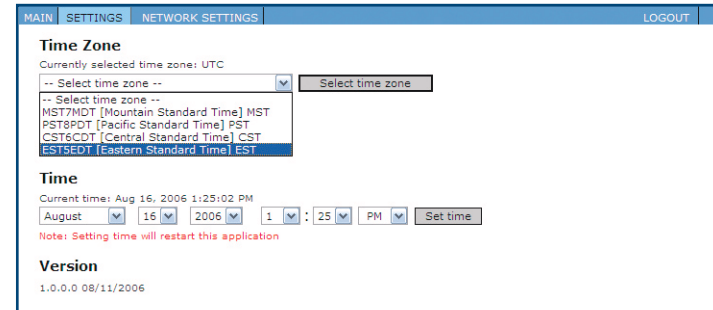 MAIN SETTINGS NETWORK SETTINGS LOGOUT
Time Zone
Currently selected time zone: UTC
-- Select time zone -- Select time zone
-- Select time zone --
MST7MDT [Mountain Standard Time] MST
PST8PDT [Pacific Standard Time] PST
CST6CDT [Central Standard Time] CST
EST5EDT [Eastern Standard Time] EST
Time
Current time: Aug 16, 2006 1:25:02 PM
August 16 2006 1 : 25 PM Set time
Note: Setting time will restart this application
Version
1.0.0.0 08/11/2006